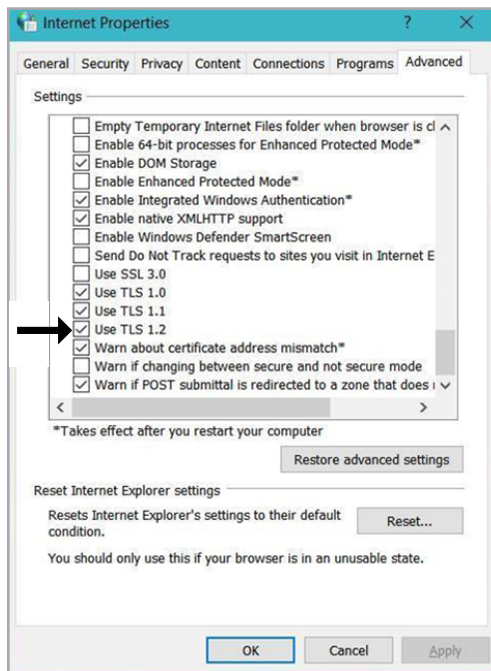 Internet Properties
General Security Privacy Content Connections Programs Advanced
Settings
Empty Temporary Internet Files folder when browser is cl
Enable 64-bit processes for Enhanced Protected Mode*
Enable DOM Storage
Enable Enhanced Protected Mode*
Enable Integrated Windows Authentication*
Enable native XMLHTTP support
Enable Windows Defender SmartScreen
Send Do Not Track requests to sites you visit in Internet E
Use SSL 3.0
Use TLS 1.0
Use TLS 1.1
Use TLS 1.2
Warn about certificate address mismatch*
Warn if changing between secure and not secure mode
Warn if POST submittal is redirected to a zone that does
*Takes effect after you restart your computer
Restore advanced settings
Reset Internet Explorer settings
Resets Internet Explorer's settings to their default
condition.
Reset...
You should only use this if your browser is in an unusable state.
OK Cancel Apply